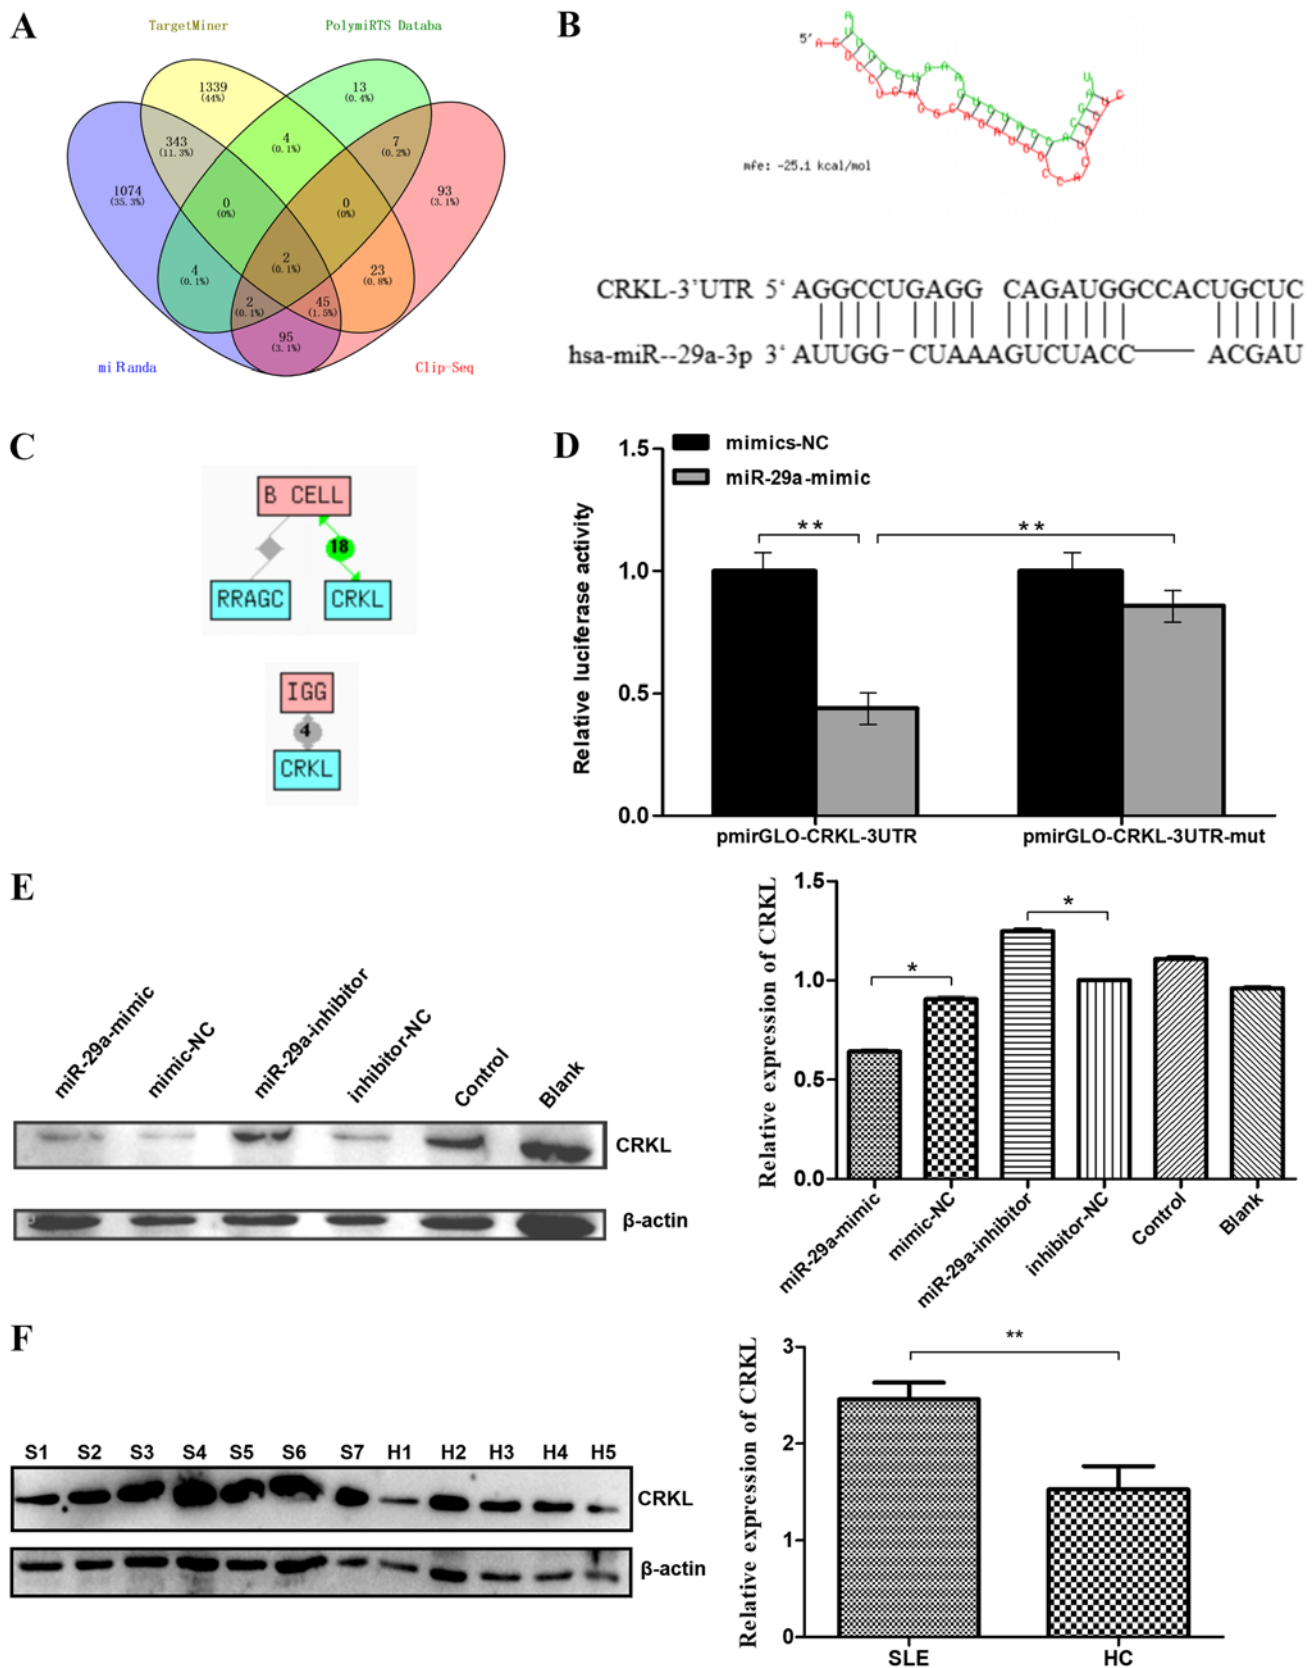 A
TargetMiner
PolymiRTS Databa
1339
(44%)
13
(0.4%)
343
(11.3%)
4
(0.1%)
7
(0.2%)
1074
(35.3%)
0
(0%)
0
(0%)
93
(3.1%)
4
(0.1%)
2
(0.1%)
23
(0.8%)
2
(0.1%)
45
(1.5%)
95
(3.1%)
miRanda
Clip-Seq
B
5'
mfe: -25.1 kcal/mol
CRKL-3'UTR 5' AGGCCUGAGG CAGAUGGCCACUGCUC
hsa-miR--29a-3p 3' AUUGG-CUAAAGUCUACC— ACGAU
C
B CELL
18
RRAGC
CRKL
IGG
4
CRKL
D
1.5
mimics-NC
miR-29a-mimic
** **
1.0
0.5
0.0
Relative luciferase activity
pmirGLO-CRKL-3UTR
pmirGLO-CRKL-3UTR-mut
E
miR-29a-mimic
mimic-NC
miR-29a-inhibitor
inhibitor-NC
Control
Blank
CRKL
β-actin
Relative expression of CRKL
1.5
1.0
0.5
0.0
*
*
miR-29a-mimic
mimic-NC
miR-29a-inhibitor
inhibitor-NC
Control
Blank
F
S1 S2 S3 S4 S5 S6 S7 H1 H2 H3 H4 H5
CRKL
β-actin
Relative expression of CRKL
3
2
1
0
**
SLE
HC